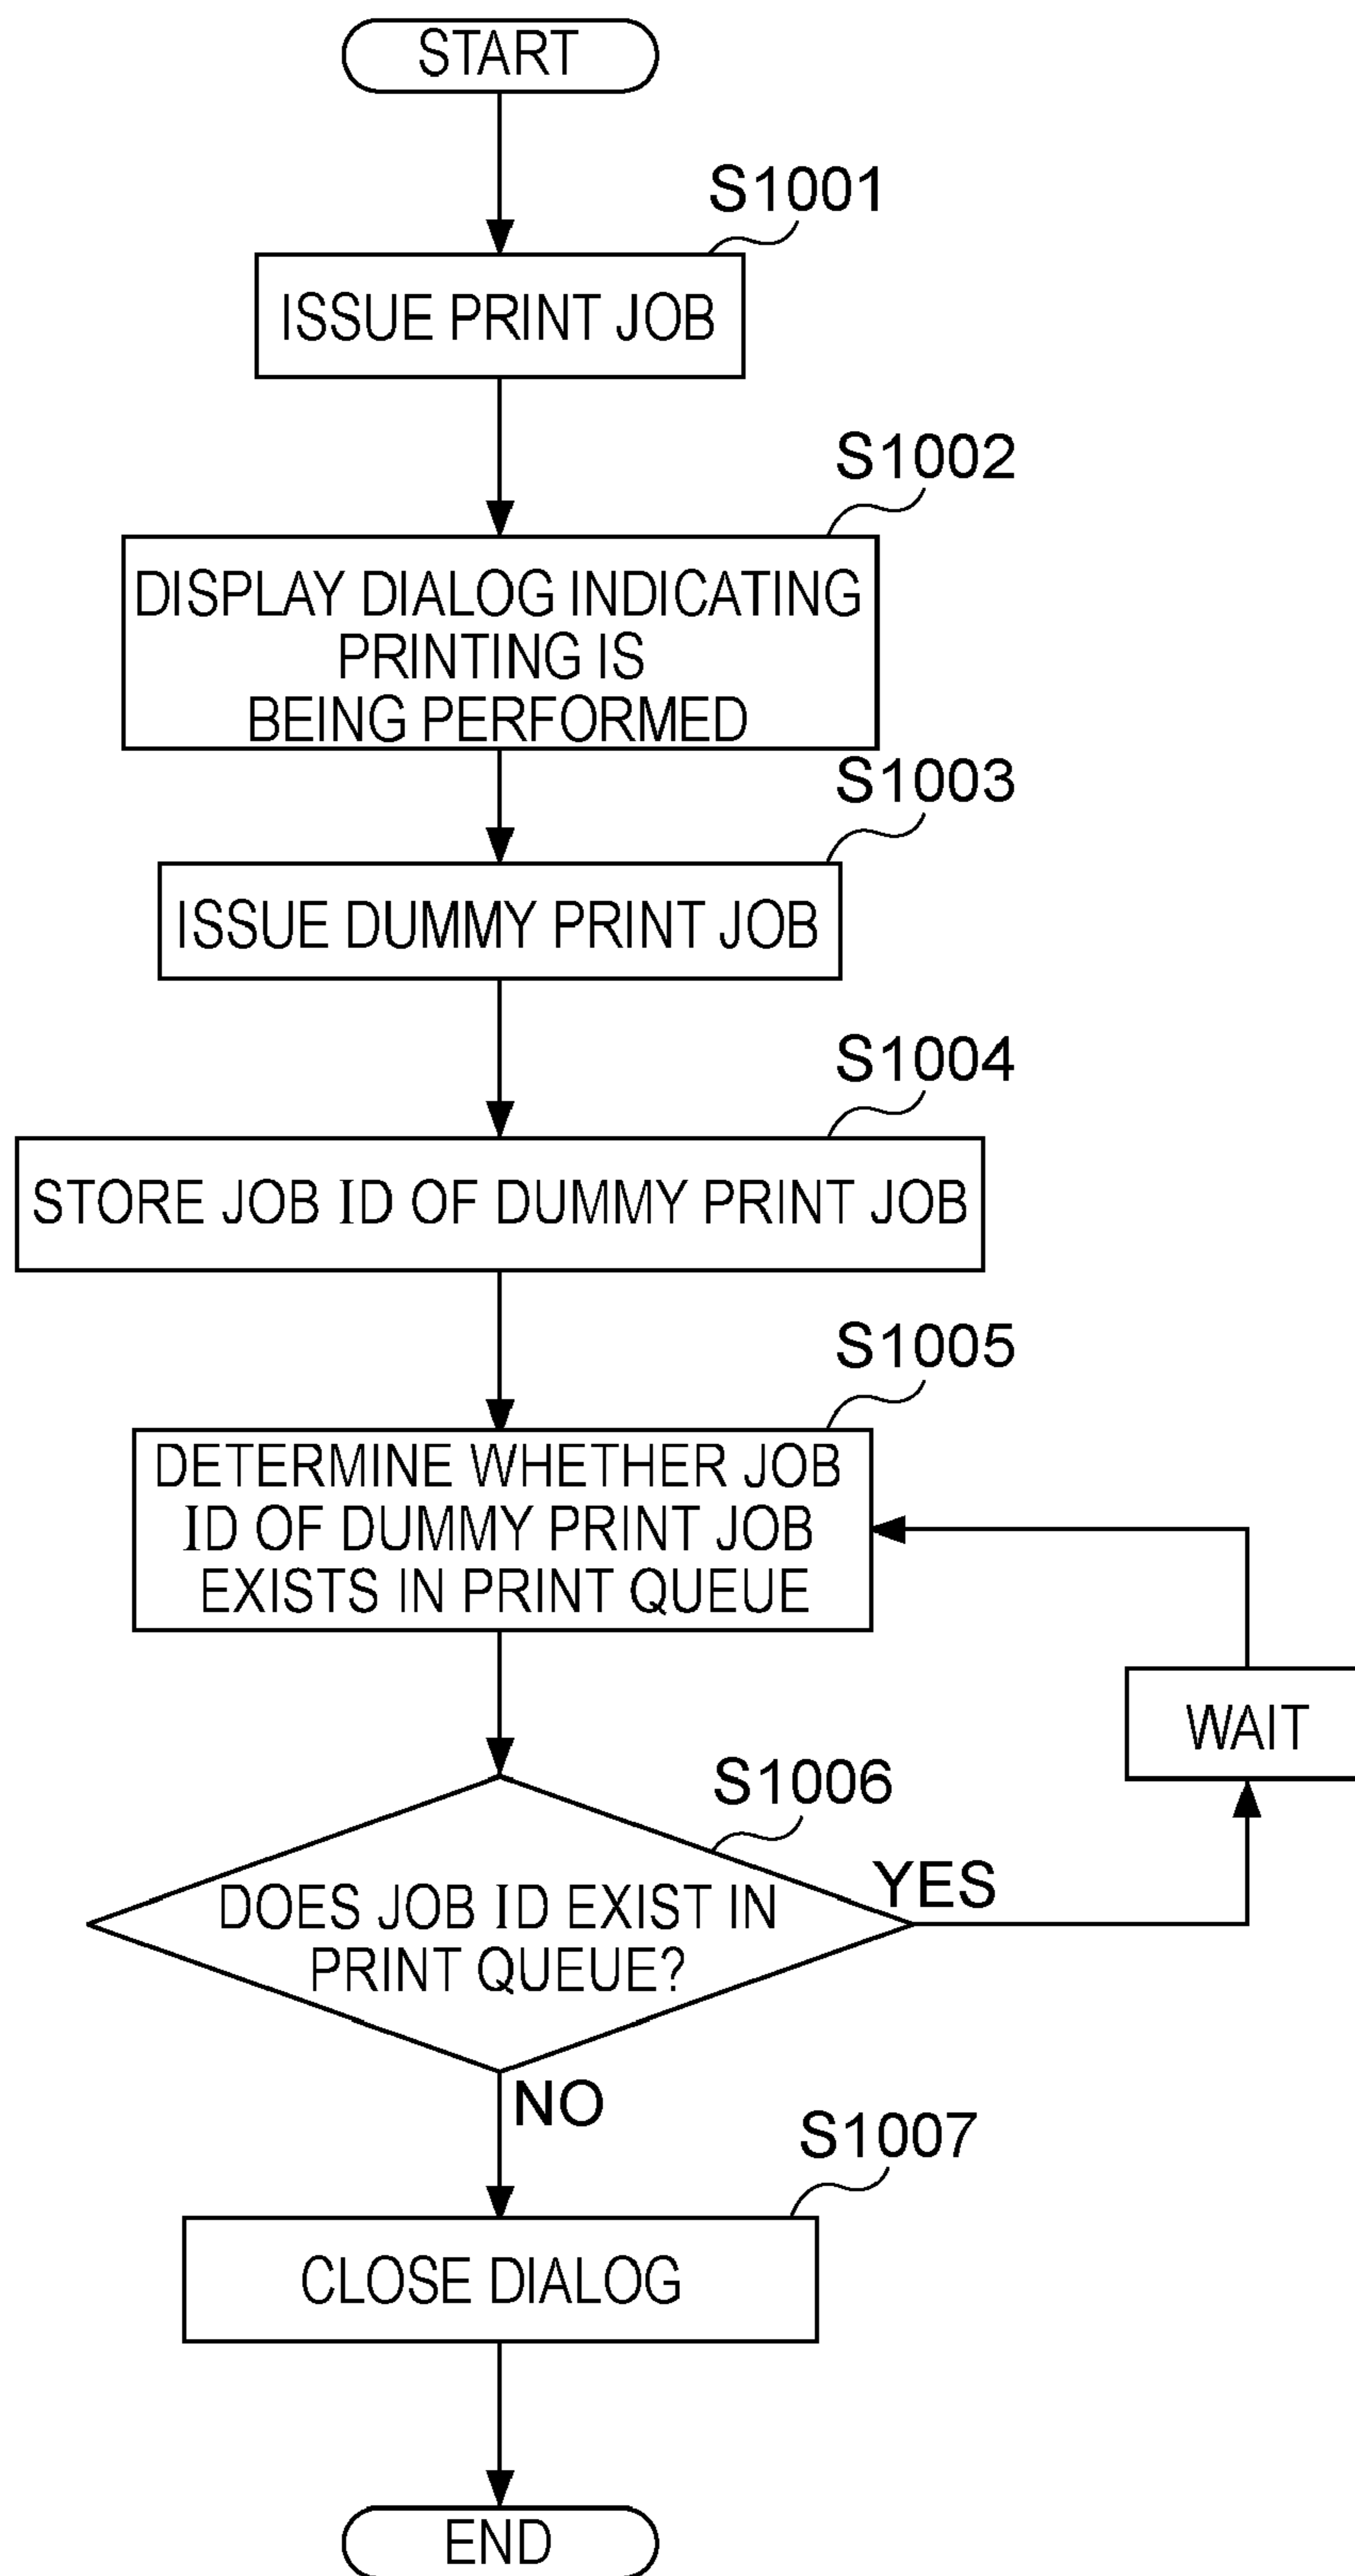 START
S1001
ISSUE PRINT JOB
S1002
DISPLAY DIALOG INDICATING
PRINTING IS
BEING PERFORMED
S1003
ISSUE DUMMY PRINT JOB
S1004
STORE JOB ID OF DUMMY PRINT JOB
S1005
DETERMINE WHETHER JOB
ID OF DUMMY PRINT JOB
EXISTS IN PRINT QUEUE
WAIT
S1006
YES
DOES JOB ID EXIST IN
PRINT QUEUE?
NO
S1007
CLOSE DIALOG
END